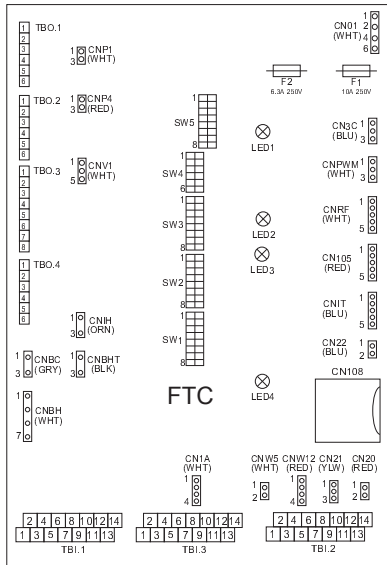 TBO.1
1
2
3
4
5
6
CNP1
(WHT)
1
3
CN01
(WHT)
1
2
4
6
F2
6.3A 250V
F1
10A 250V
TBO.2
1
2
3
4
5
6
CNP4
(RED)
1
3
SW5
1
8
LED1
CN3C
(BLU)
1
3
TBO.3
1
2
3
4
5
6
7
8
CNV1
(WHT)
1
5
SW4
1
6
CNPWM
(WHT)
1
3
SW3
1
8
LED2
CNRF
(WHT)
1
5
TBO.4
1
2
3
4
5
6
SW2
1
8
LED3
CN105
(RED)
1
5
CNIH
(ORN)
1
3
SW1
1
8
CNIT
(BLU)
1
5
CNBC
(GRY)
1
3
CNBHT
(BLK)
1
3
CN22
(BLU)
1
2
CNBH
(WHT)
1
7
FTC
LED4
CN108
CN1A
(WHT)
1
4
CNW5
(WHT)
1
2
CNW12
(RED)
1
4
CN21
(YLW)
1
3
CN20
(RED)
1
2
2 4 6 8 10 12 14
1 3 5 7 9 11 13
TBI.1
2 4 6 8 10 12 14
1 3 5 7 9 11 13
TBI.3
2 4 6 8 10 12 14
1 3 5 7 9 11 13
TBI.2